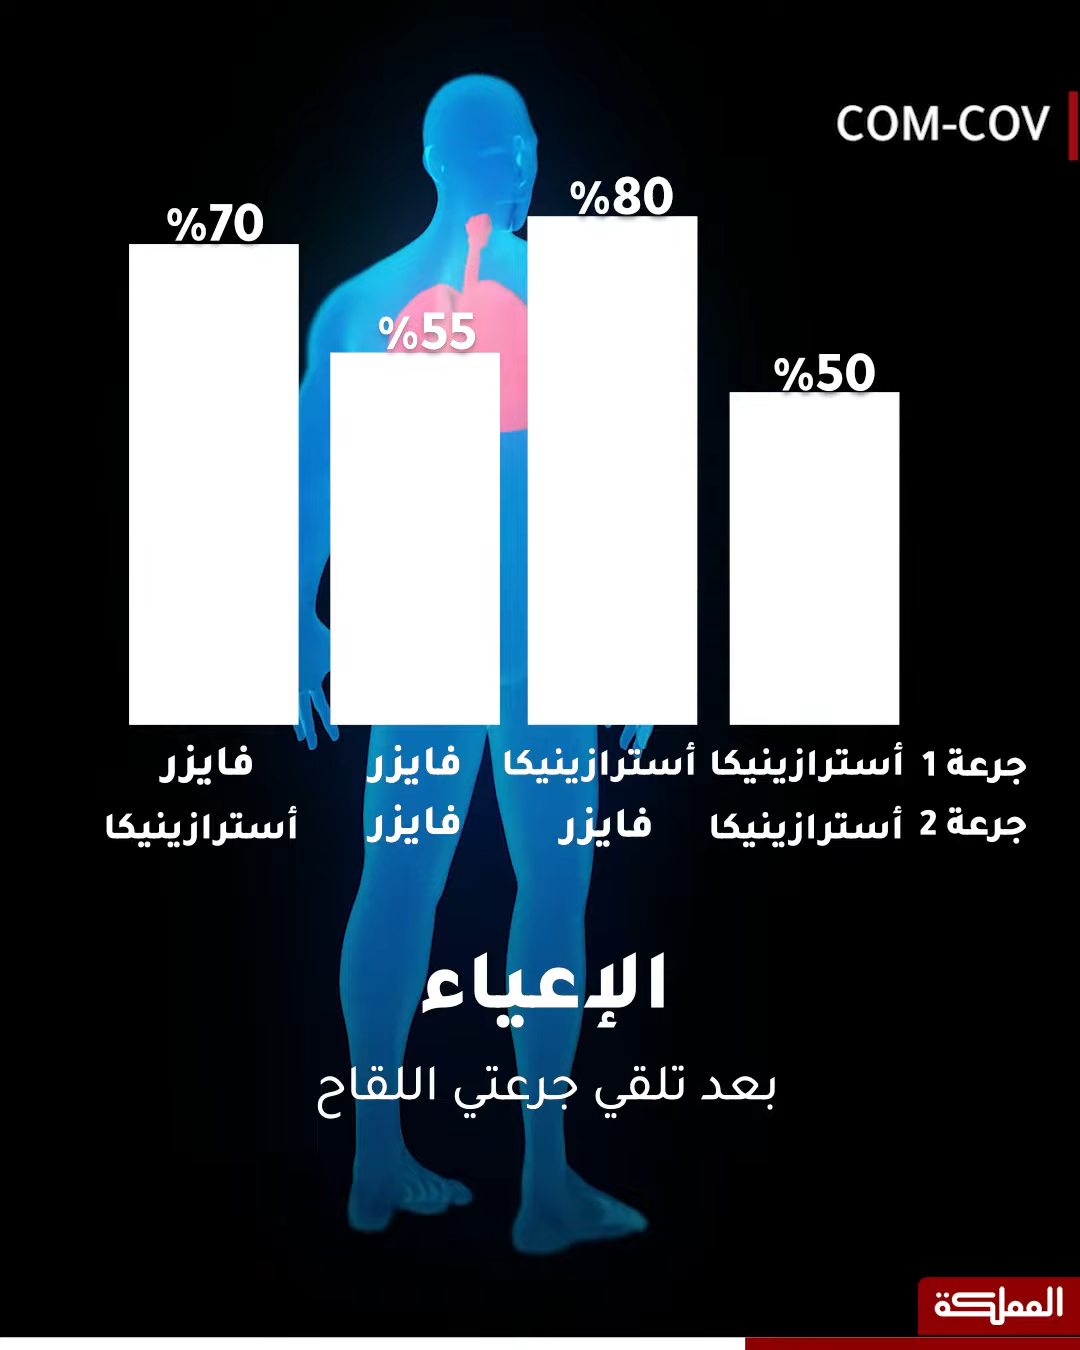 COM-COV
%80
%70
%55
%50
جرعة 1 أسترازينيكا أسترازينيكا فايزر فايزر
جرعة 2 أسترازينيكا فايزر فايزر أسترازينيكا
الإعياء
بعد تلقي جرعتي اللقاح
المملكة